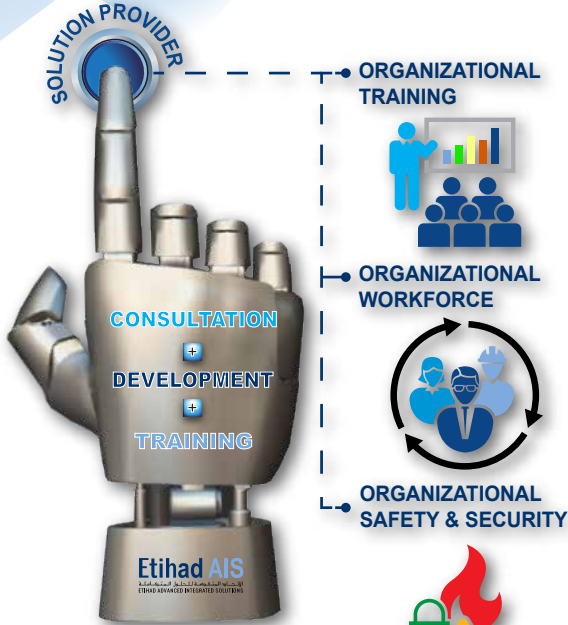 SOLUTION PROVIDER
ORGANIZATIONAL
TRAINING
ORGANIZATIONAL
WORKFORCE
CONSULTATION
+
DEVELOPMENT
+
TRAINING
ORGANIZATIONAL
SAFETY & SECURITY
Etihad AIS
ETIHAD ADVANCED INTEGRATED SOLUTIONS